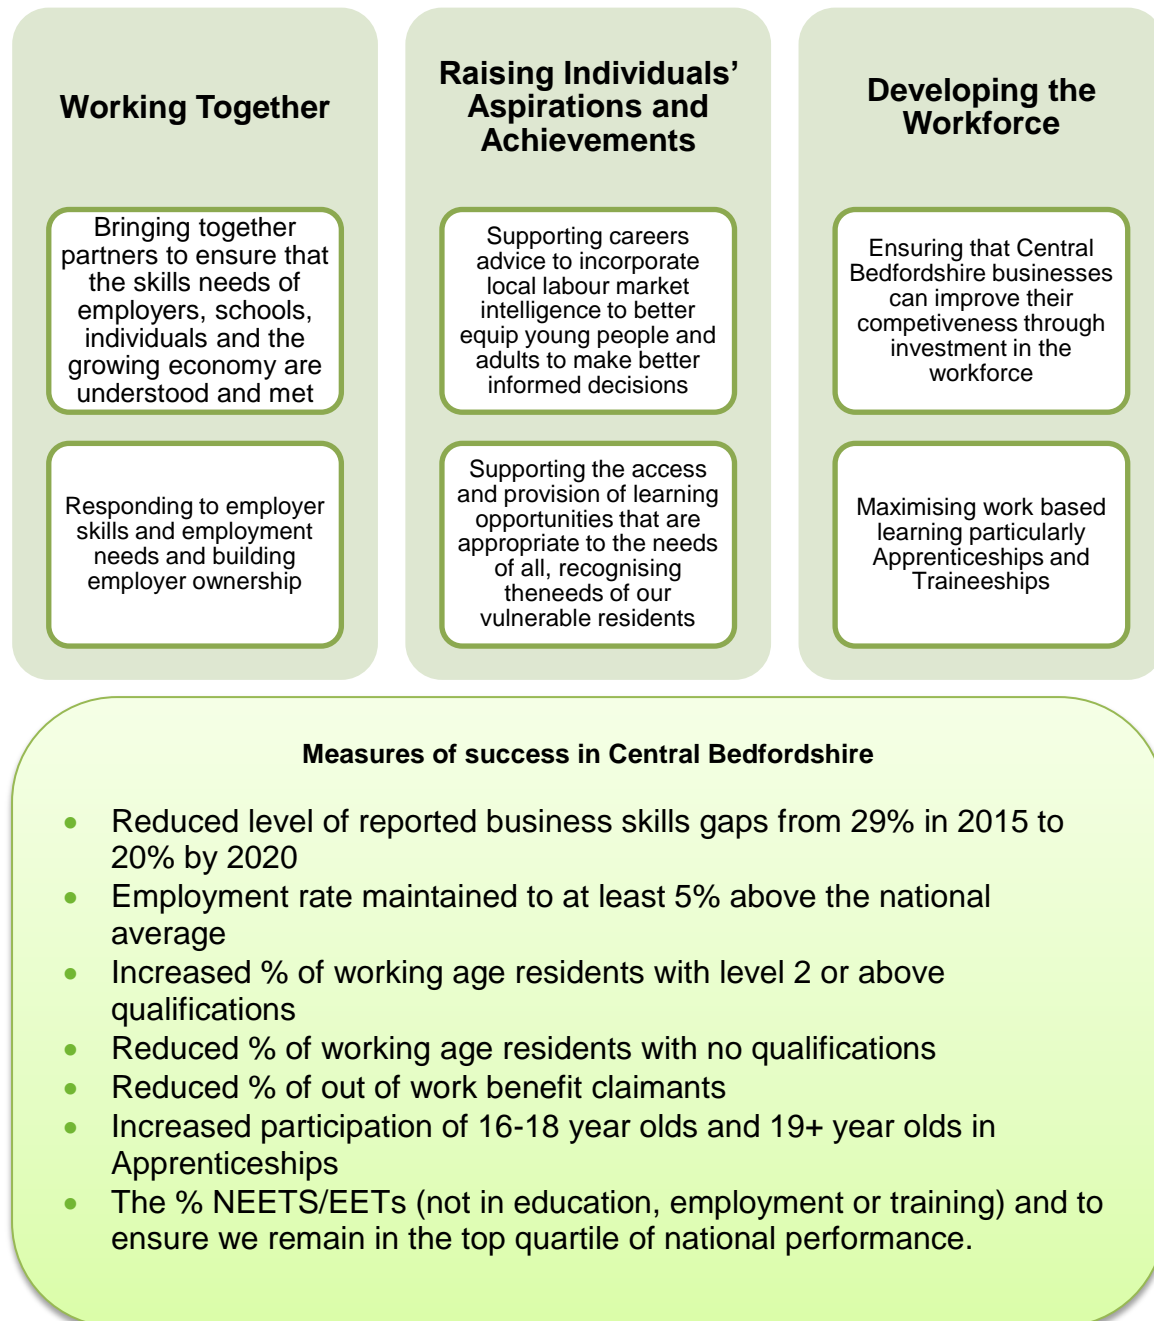 Working Together
Bringing together
partners to ensure that
the skills needs of
employers, schools,
individuals and the
growing economy are
understood and met
Responding to employer
skills and employment
needs and building
employer ownership
Raising Individuals’
Aspirations and
Achievements
Supporting careers
advice to incorporate
local labour market
intelligence to better
equip young people and
adults to make better
informed decisions
Supporting the access
and provision of learning
opportunities that are
appropriate to the needs
of all, recognising
theneeds of our
vulnerable residents
Developing the
Workforce
Ensuring that Central
Bedfordshire businesses
can improve their
competiveness through
investment in the
workforce
Maximising work based
learning particularly
Apprenticeships and
Traineeships
Measures of success in Central Bedfordshire
• Reduced level of reported business skills gaps from 29% in 2015 to
20% by 2020
• Employment rate maintained to at least 5% above the national
average
• Increased % of working age residents with level 2 or above
qualifications
• Reduced % of working age residents with no qualifications
• Reduced % of out of work benefit claimants
• Increased participation of 16-18 year olds and 19+ year olds in
Apprenticeships
• The % NEETS/EETs (not in education, employment or training) and to
ensure we remain in the top quartile of national performance.